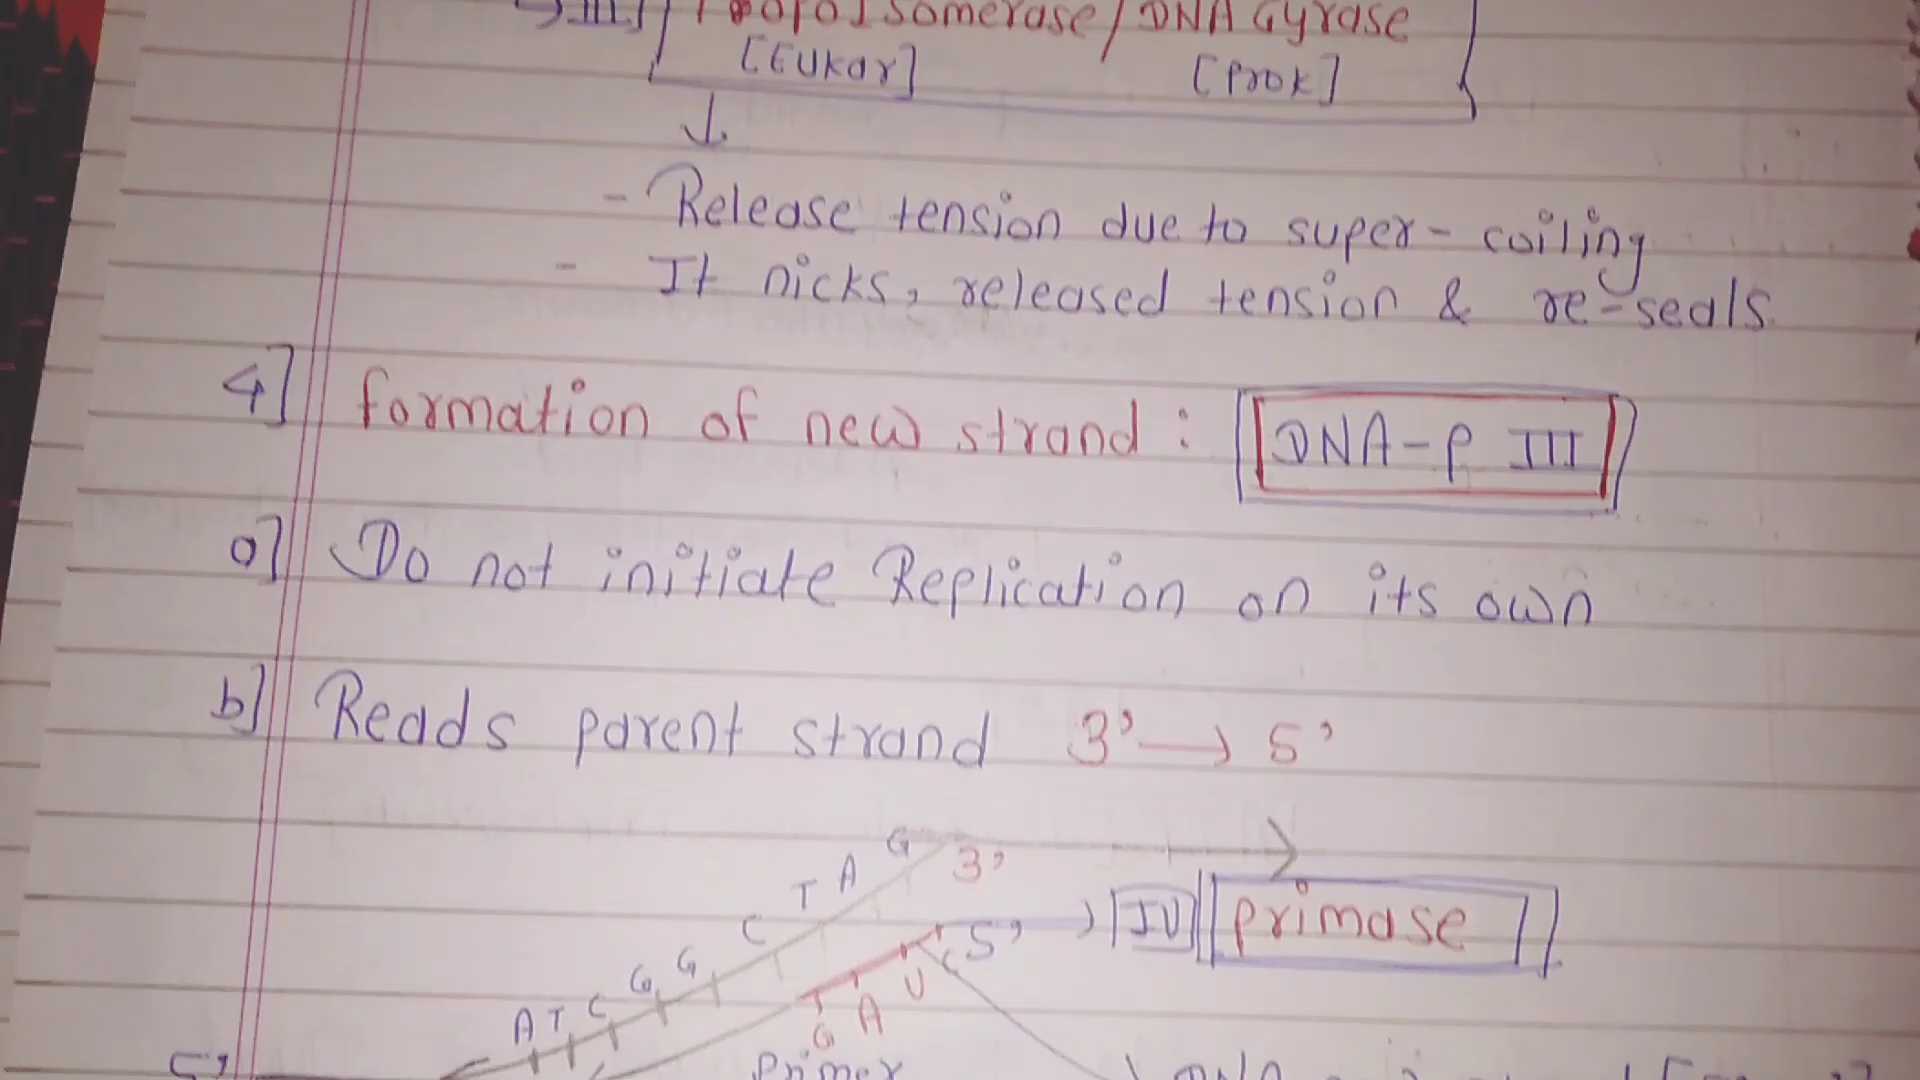 III] Topoisomerase / DNA Gyrase
[Eukar] [Prok]
- Release tension due to super-coiling
- It nicks, released tension & re-seals
4] formation of new strand : DNA-P III
a] Do not initiate Replication on its own
b] Reads parent strand 3' → 5'
G 3'
A
T
C
IV primase
5'
G G
C
U
A
G
A T C
5'
Primer